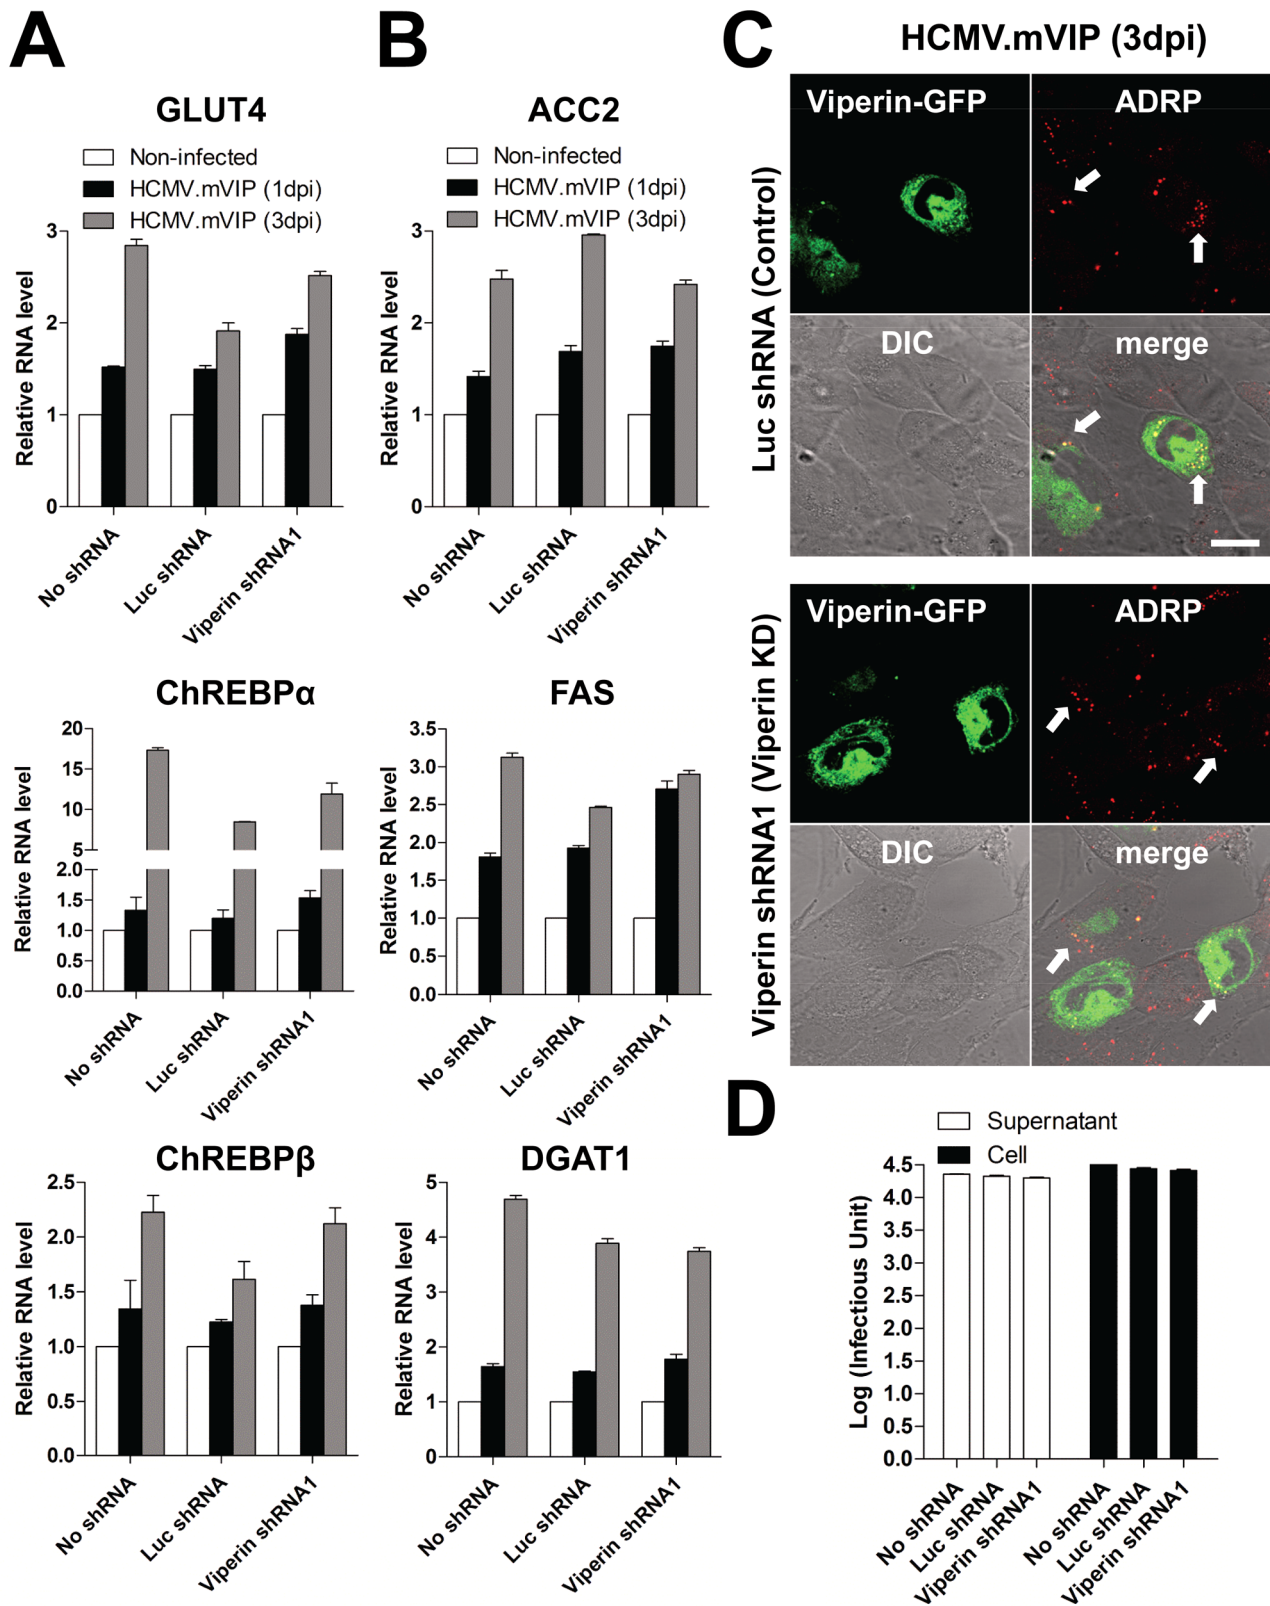 A
GLUT4
Non-infected
HCMV.mVIP (1dpi)
HCMV.mVIP (3dpi)
Relative RNA level
3
2
1
0
No shRNA
Luc shRNA
Viperin shRNA1
ChREBPα
Relative RNA level
20
15
10
5
2.0
1.5
1.0
0.5
0.0
No shRNA
Luc shRNA
Viperin shRNA1
ChREBPβ
Relative RNA level
2.5
2.0
1.5
1.0
0.5
0.0
No shRNA
Luc shRNA
Viperin shRNA1
B
ACC2
Non-infected
HCMV.mVIP (1dpi)
HCMV.mVIP (3dpi)
Relative RNA level
3
2
1
0
No shRNA
Luc shRNA
Viperin shRNA1
FAS
Relative RNA level
3.5
3.0
2.5
2.0
1.5
1.0
0.5
0.0
No shRNA
Luc shRNA
Viperin shRNA1
DGAT1
Relative RNA level
5
4
3
2
1
0
No shRNA
Luc shRNA
Viperin shRNA1
C
HCMV.mVIP (3dpi)
Luc shRNA (Control)
Viperin-GFP
ADRP
DIC
merge
Viperin shRNA1 (Viperin KD)
Viperin-GFP
ADRP
DIC
merge
D
Supernatant
Cell
Log (Infectious Unit)
4.5
4.0
3.5
3.0
2.5
2.0
1.5
1.0
0.5
0.0
No shRNA
Luc shRNA
Viperin shRNA1
No shRNA
Luc shRNA
Viperin shRNA1